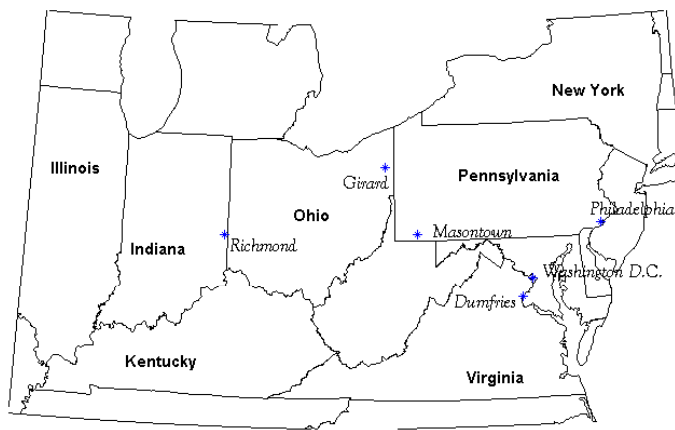 New York
Illinois
Pennsylvania
Girard
Philadelphia
Ohio
Masontown
Richmond
Indiana
Washington D.C.
Dumfries
Kentucky
Virginia